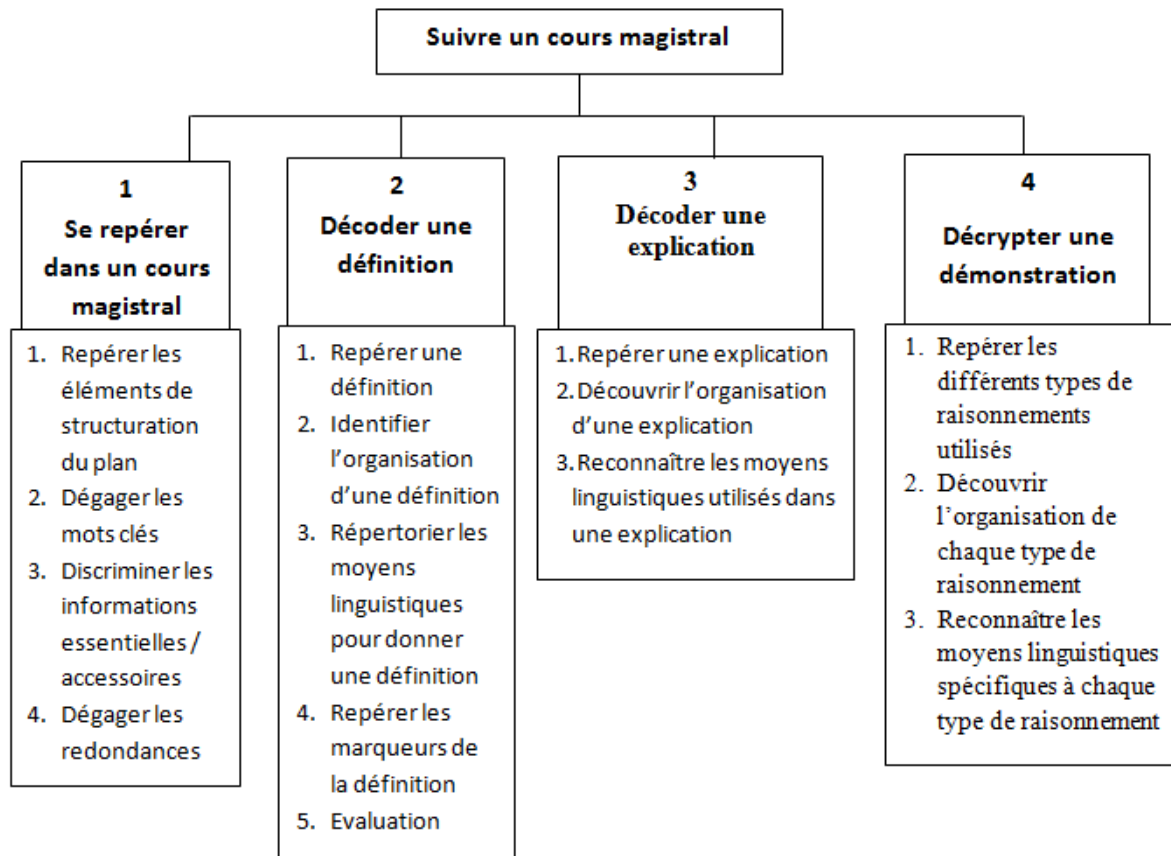 Suivre un cours magistral
1
Se repérer
dans un cours
magistral
1. Repérer les
éléments de
structuration
du plan
2. Dégager les
mots clés
3. Discriminer les
informations
essentielles /
accessoires
4. Dégager les
redondances
2
Décoder une
définition
1. Repérer une
définition
2. Identifier
l'organisation
d'une définition
3. Répertorier les
moyens
linguistiques
pour donner
une définition
4. Repérer les
marqueurs de
la définition
5. Evaluation
3
Décoder une
explication
1. Repérer une explication
2. Découvrir l'organisation
d'une explication
3. Reconnaître les moyens
linguistiques utilisés dans
une explication
4
Décrypter une
démonstration
1. Repérer les
différents types de
raisonnements
utilisés
2. Découvrir
l'organisation de
chaque type de
raisonnement
3. Reconnaître les
moyens linguistiques
spécifiques à chaque
type de raisonnement